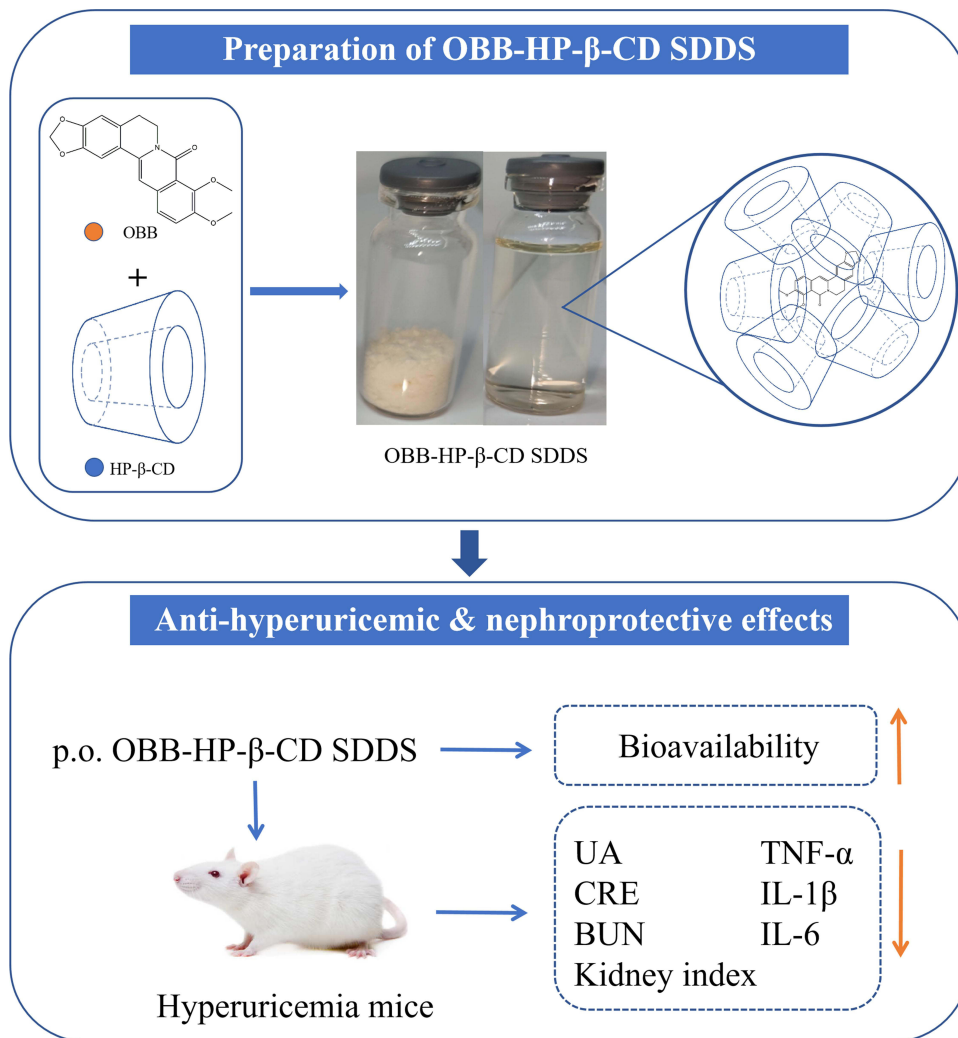 Preparation of OBB-HP-β-CD SDDS
O
O
N
O
O
O
OBB
+
HP-β-CD
OBB-HP-β-CD SDDS
Anti-hyperuricemic & nephroprotective effects
p.o. OBB-HP-β-CD SDDS
Bioavailability
UA TNF-α
CRE IL-1β
BUN IL-6
Kidney index
Hyperuricemia mice